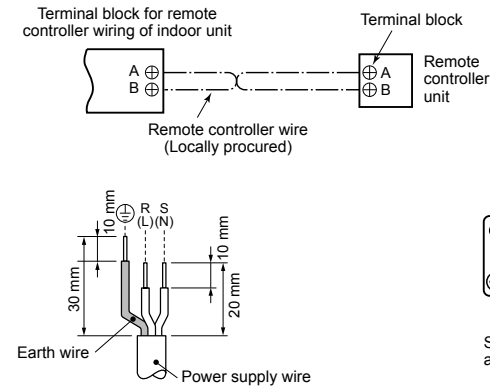 Terminal block for remote
controller wiring of indoor unit
Terminal block
A
B
A
B
Remote
controller
unit
Remote controller wire
(Locally procured)
10 mm
R
(L)
S
(N)
10 mm
30 mm
20 mm
Earth wire
Power supply wire
S
a